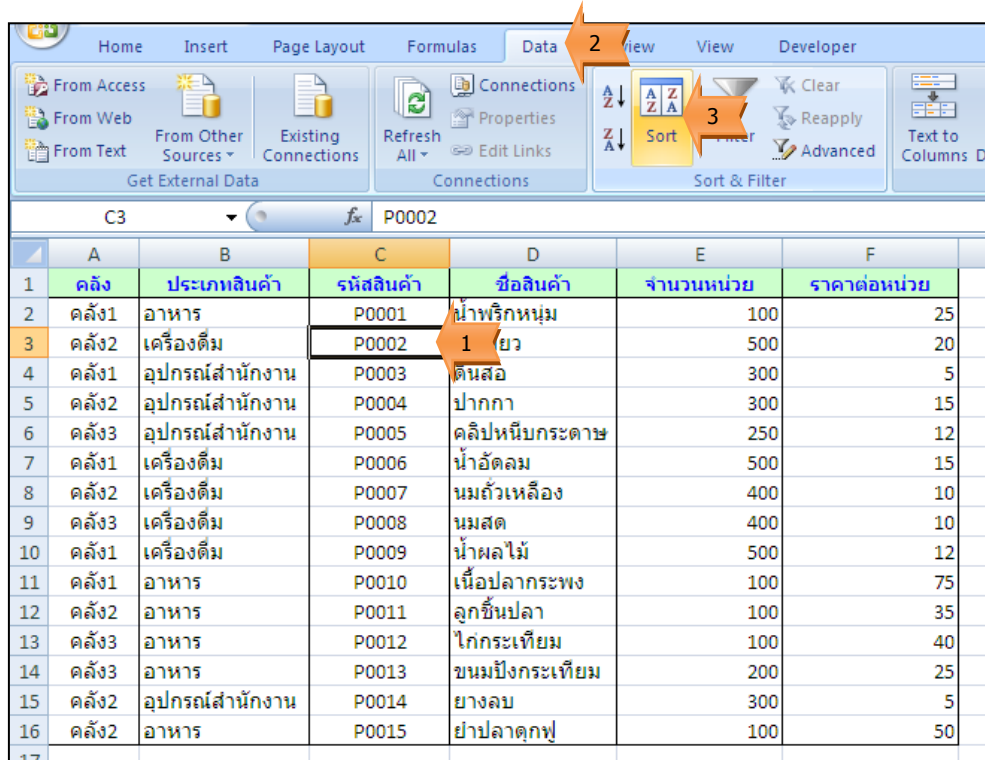 Home Insert Page Layout Formulas Data 2 view View Developer
From Access
From Web
From Text
From Other Sources
Existing Connections
Get External Data
Refresh All
Connections
Properties
Edit Links
Connections
A Z
Z A
A Z Z A
Sort
3
Filter
Clear
Reapply
Advanced
Sort & Filter
Text to Columns
C3 fx P0002
A B C D E F
1 คลัง ประเภทสินค้า รหัสสินค้า ชื่อสินค้า จำนวนหน่วย ราคาต่อหน่วย
2 คลัง1 อาหาร P0001 น้ำพริกหนุ่ม 100 25
3 คลัง2 เครื่องดื่ม P0002 1 ยว 500 20
4 คลัง1 อุปกรณ์สำนักงาน P0003 ดินสอ 300 5
5 คลัง2 อุปกรณ์สำนักงาน P0004 ปากกา 300 15
6 คลัง3 อุปกรณ์สำนักงาน P0005 คลิปหนีบกระดาษ 250 12
7 คลัง1 เครื่องดื่ม P0006 น้ำอัดลม 500 15
8 คลัง2 เครื่องดื่ม P0007 นมถั่วเหลือง 400 10
9 คลัง3 เครื่องดื่ม P0008 นมสด 400 10
10 คลัง1 เครื่องดื่ม P0009 น้ำผลไม้ 500 12
11 คลัง1 อาหาร P0010 เนื้อปลากระพง 100 75
12 คลัง2 อาหาร P0011 ลูกชิ้นปลา 100 35
13 คลัง3 อาหาร P0012 ไก่กระเทียม 100 40
14 คลัง3 อาหาร P0013 ขนมปังกระเทียม 200 25
15 คลัง2 อุปกรณ์สำนักงาน P0014 ยางลบ 300 5
16 คลัง2 อาหาร P0015 ยำปลาดุกฟู 100 50